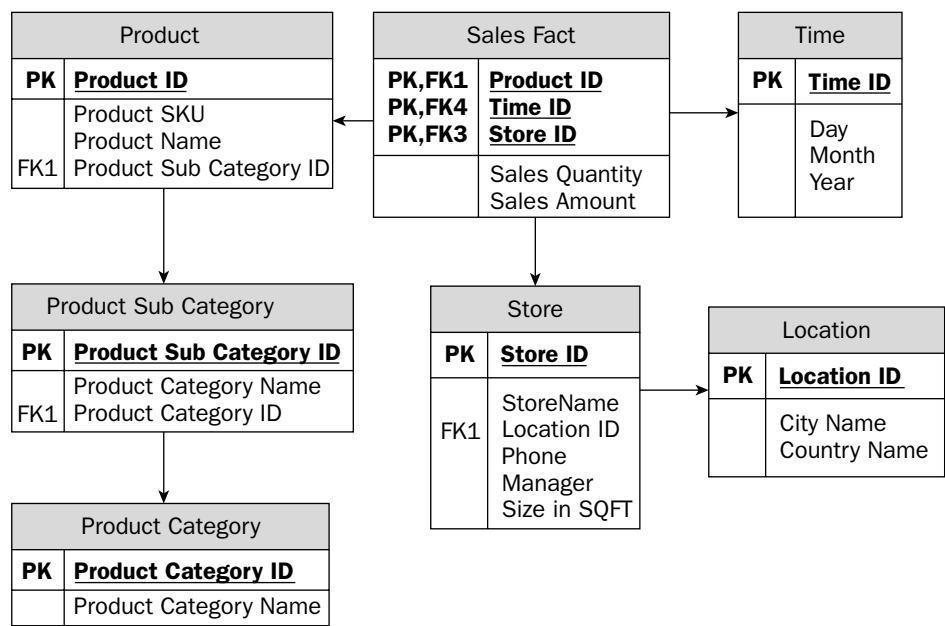 Product
PK Product ID
Product SKU
Product Name
FK1 Product Sub Category ID
Sales Fact
PK,FK1 Product ID
PK,FK4 Time ID
PK,FK3 Store ID
Sales Quantity
Sales Amount
Time
PK Time ID
Day
Month
Year
Product Sub Category
PK Product Sub Category ID
Product Category Name
FK1 Product Category ID
Store
PK Store ID
StoreName
FK1 Location ID
Phone
Manager
Size in SQFT
Location
PK Location ID
City Name
Country Name
Product Category
PK Product Category ID
Product Category Name